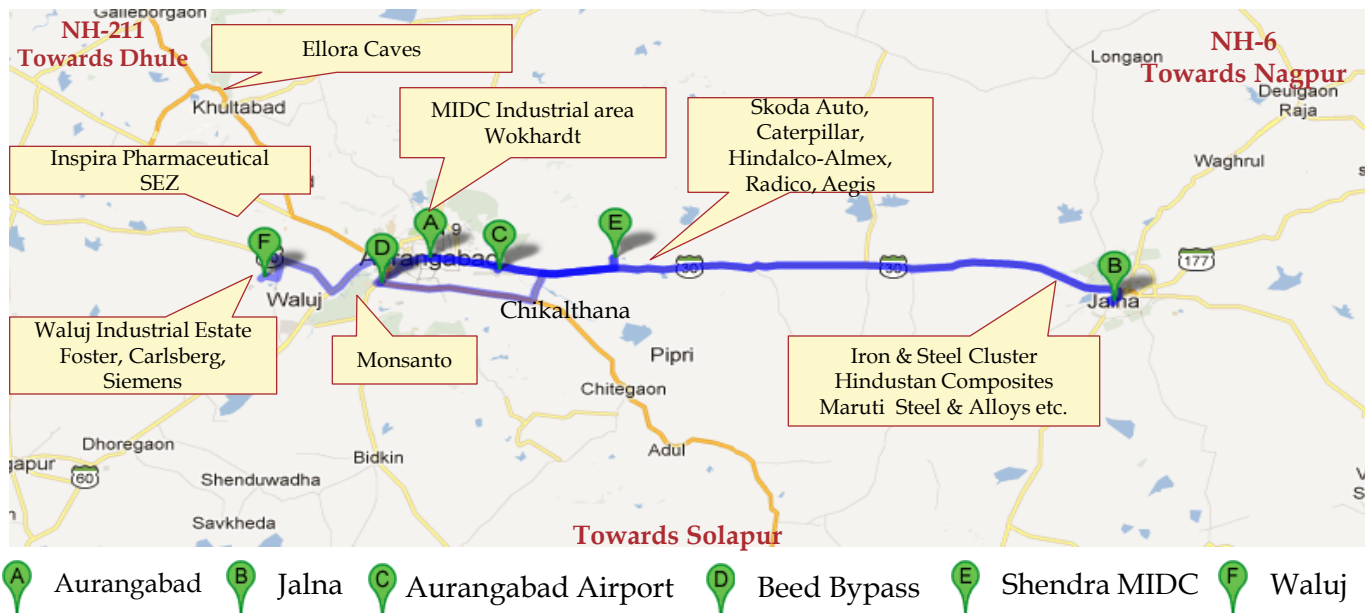 Galleborgaon
NH-211
Towards Dhule
Ellora Caves
NH-6
Towards Nagpur
Longaon
Deulgaon
Raja
Khultabad
MIDC Industrial area
Wokhardt
Skoda Auto,
Caterpillar,
Hindalco-Almex,
Radico, Aegis
Waghrul
Inspira Pharmaceutical
SEZ
A
F
D
C
E
B
Aurangabad
30
30
177
Waluj
Chikalthana
Jalna
Waluj Industrial Estate
Foster, Carlsberg,
Siemens
Monsanto
Pipri
Iron & Steel Cluster
Hindustan Composites
Maruti Steel & Alloys etc.
Chitegaon
Dhoregaon
Bidkin
Adul
gapur
60
Shenduwadha
Savkheda
Towards Solapur
A Aurangabad
B Jalna
C Aurangabad Airport
D Beed Bypass
E Shendra MIDC
F Waluj